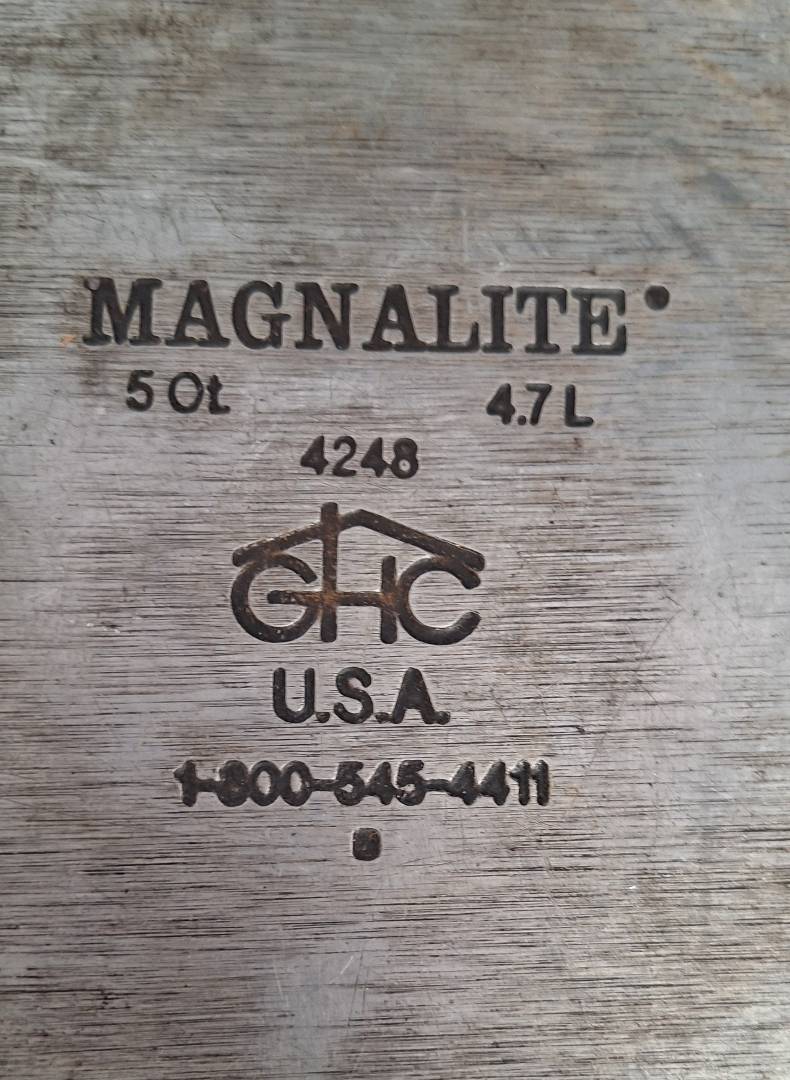 MAGNALITE®
5 Qt 4.7 L
4248
GHC
U.S.A.
1-800-545-4411